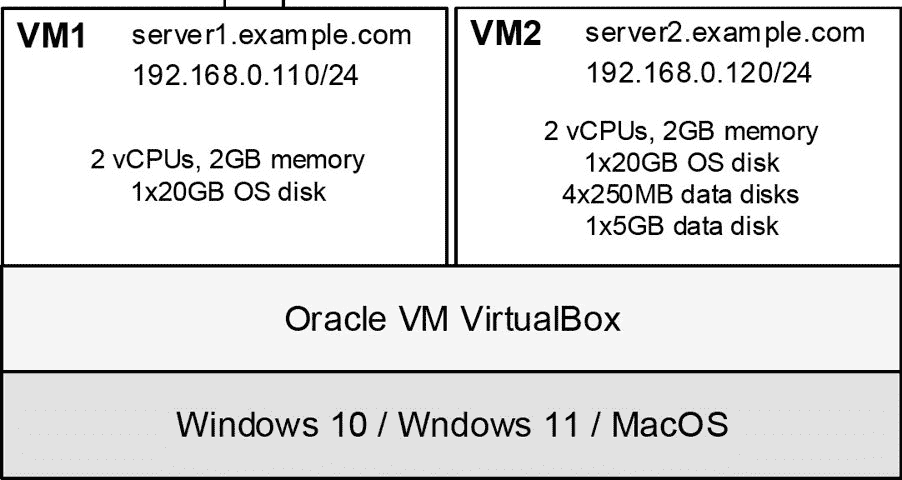 VM1 server1.example.com
192.168.0.110/24
2 vCPUs, 2GB memory
1x20GB OS disk
VM2 server2.example.com
192.168.0.120/24
2 vCPUs, 2GB memory
1x20GB OS disk
4x250MB data disks
1x5GB data disk
Oracle VM VirtualBox
Windows 10 / Wndows 11 / MacOS